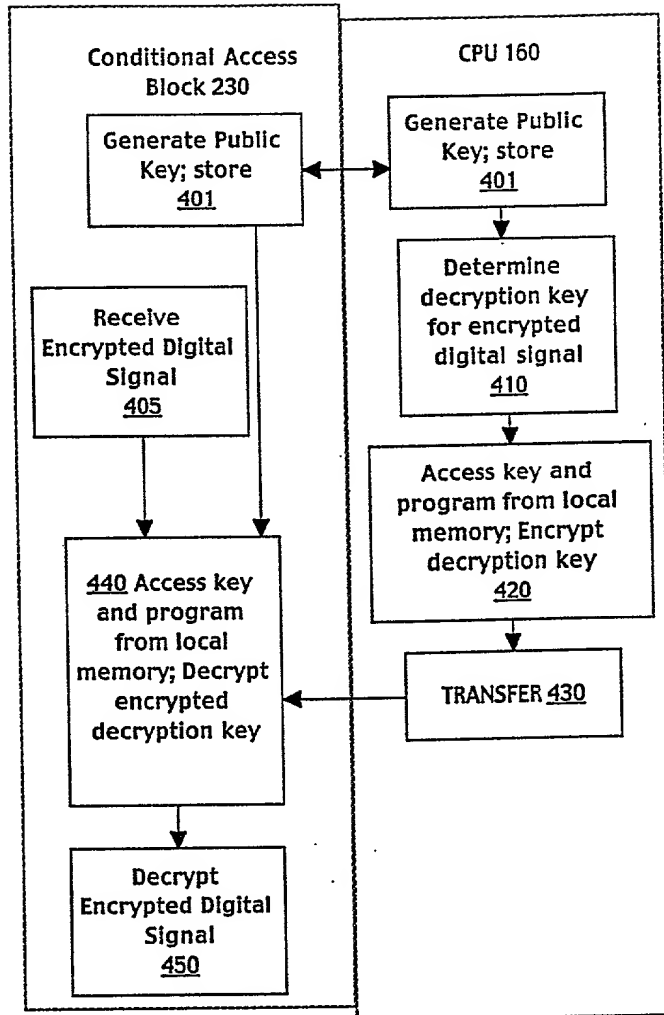 Conditional Access
Block 230
Generate Public
Key; store
401
Receive
Encrypted Digital
Signal
405
440 Access key
and program
from local
memory; Decrypt
encrypted
decryption key
Decrypt
Encrypted Digital
Signal
450
CPU 160
Generate Public
Key; store
401
Determine
decryption key
for encrypted
digital signal
410
Access key and
program from local
memory; Encrypt
decryption key
420
TRANSFER 430